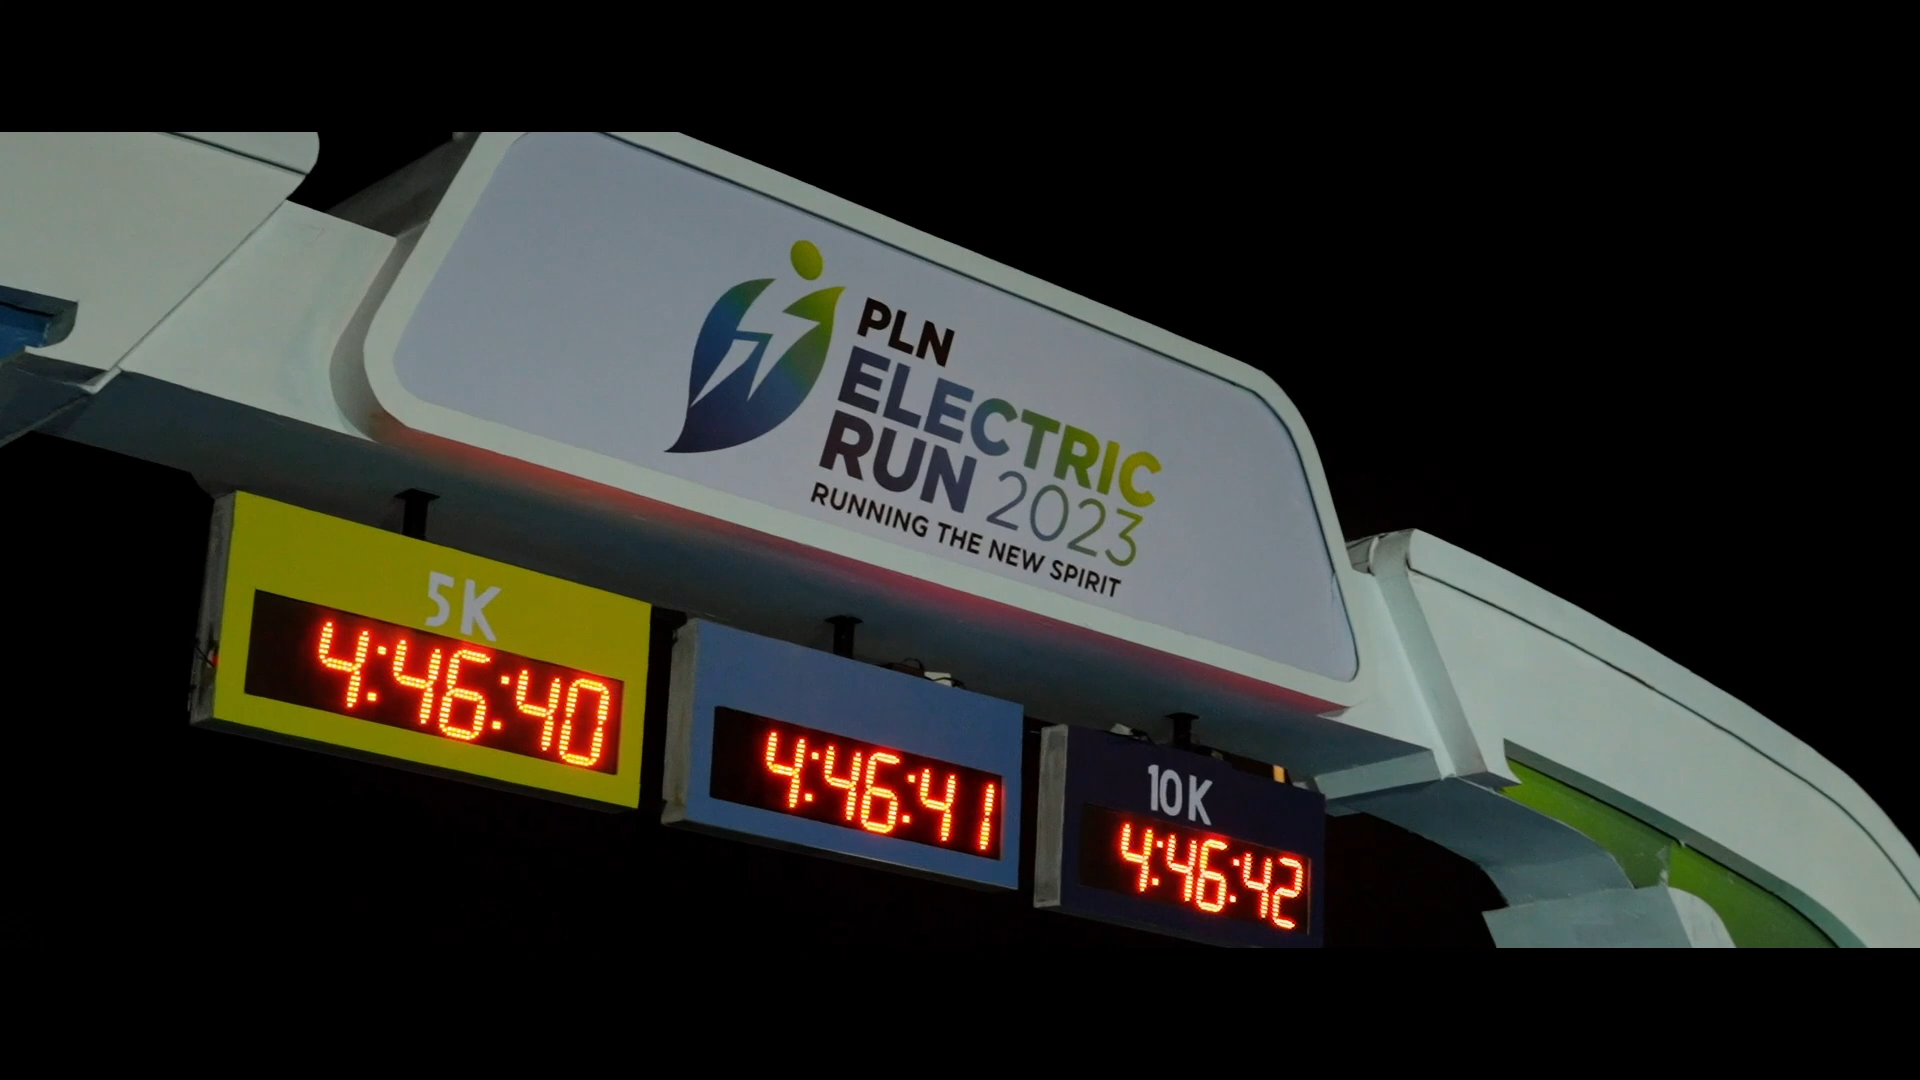 PLN
ELECTRIC
RUN 2023
RUNNING THE NEW SPIRIT
5K
4:46:40
4:46:41
10K
4:46:42